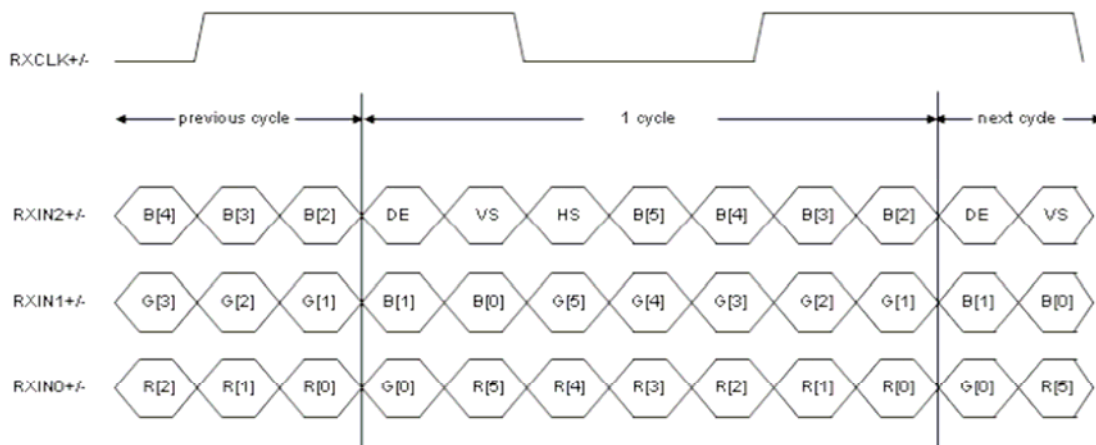 RXCLK+/-
previous cycle 1 cycle next cycle
RXIN2+/- B[4] B[3] B[2] DE VS HS B[5] B[4] B[3] B[2] DE VS
RXIN1+/- G[3] G[2] G[1] B[1] B[0] G[5] G[4] G[3] G[2] G[1] B[1] B[0]
RXIN0+/- R[2] R[1] R[0] G[0] R[5] R[4] R[3] R[2] R[1] R[0] G[0] R[5]